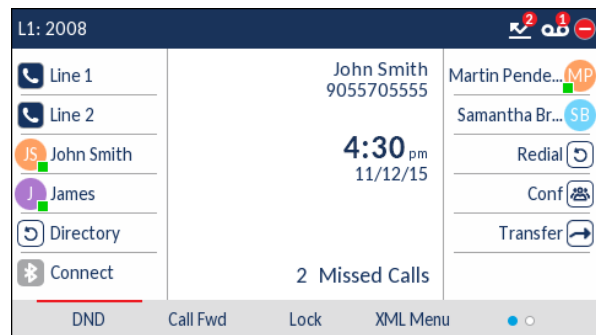 L1: 2008
2
1
Line 1
Line 2
JS John Smith
J James
Directory
Connect
John Smith
9055705555
4:30 pm
11/12/15
2 Missed Calls
Martin Pende... MP
Samantha Br... SB
Redial
Conf
Transfer
DND Call Fwd Lock XML Menu